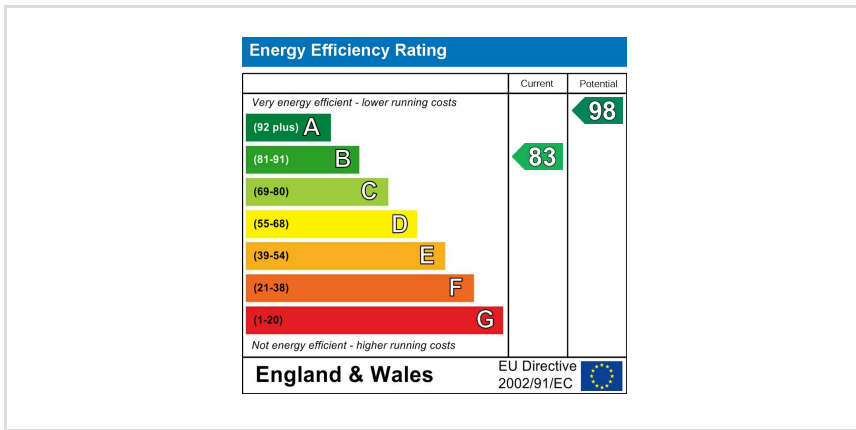 Energy Efficiency Rating
Current Potential
Very energy efficient - lower running costs
(92 plus) A
98
(81-91) B
83
(69-80) C
(55-68) D
(39-54) E
(21-38) F
(1-20) G
Not energy efficient - higher running costs
England & Wales
EU Directive
2002/91/EC